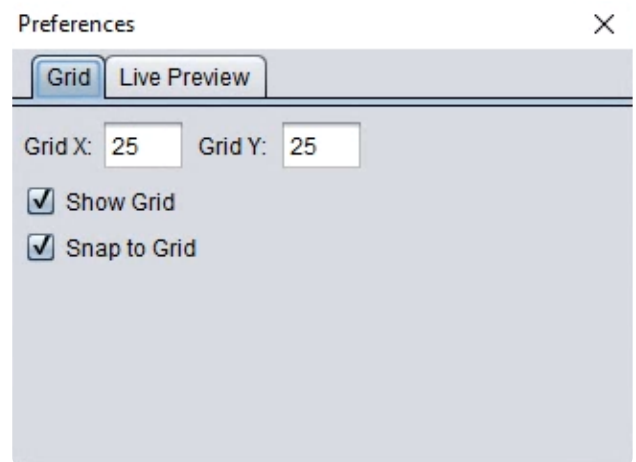 Preferences
Grid Live Preview
Grid X: 25 Grid Y: 25
Show Grid
Snap to Grid